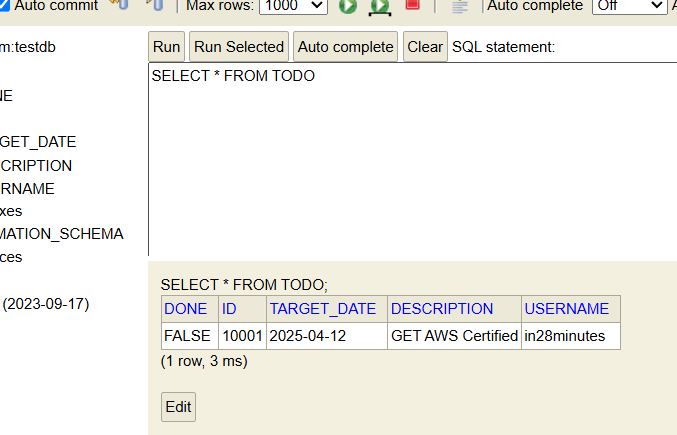 Auto commit Max rows: 1000 Auto complete Off
m:testdb
Run Run Selected Auto complete Clear SQL statement:
SELECT * FROM TODO
NE
GET_DATE
CRIPTION
RNAME
xes
MATION_SCHEMA
ces
(2023-09-17)
SELECT * FROM TODO;
DONE ID TARGET_DATE DESCRIPTION USERNAME
FALSE 10001 2025-04-12 GET AWS Certified in28minutes
(1 row, 3 ms)
Edit